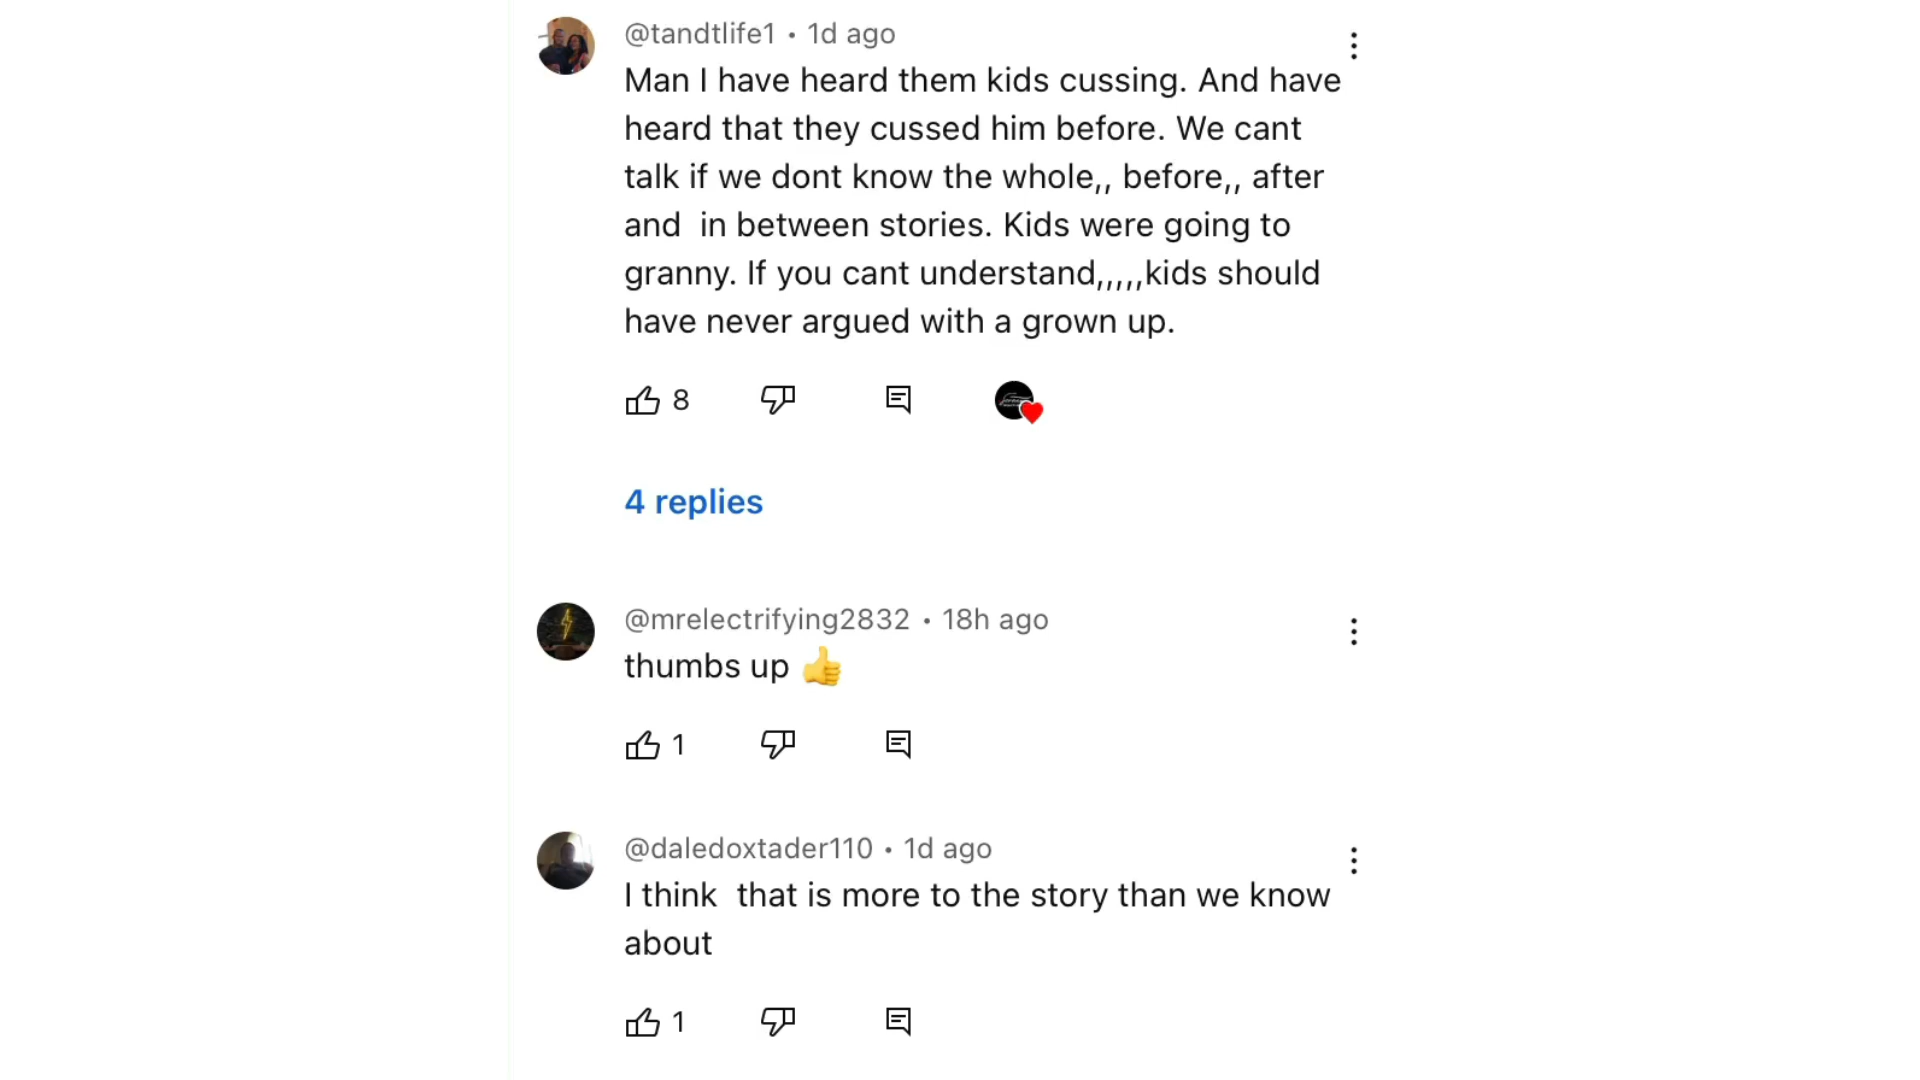 @tandtlife1 • 1d ago
Man I have heard them kids cussing. And have
heard that they cussed him before. We cant
talk if we dont know the whole,, before,, after
and  in between stories. Kids were going to
granny. If you cant understand,,,,,kids should
have never argued with a grown up.
8
4 replies
@mrelectrifying2832 • 18h ago
thumbs up 👍
1
@daledoxtader110 • 1d ago
I think  that is more to the story than we know
about
1